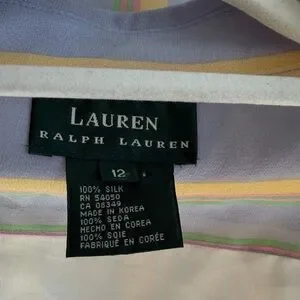 LAUREN
RALPH LAUREN
12
100% SILK
RN 54050
CA 08349
MADE IN KOREA
100% SEDA
HECHO EN COREA
100% SOIE
FABRIQUÉ EN CORÉE